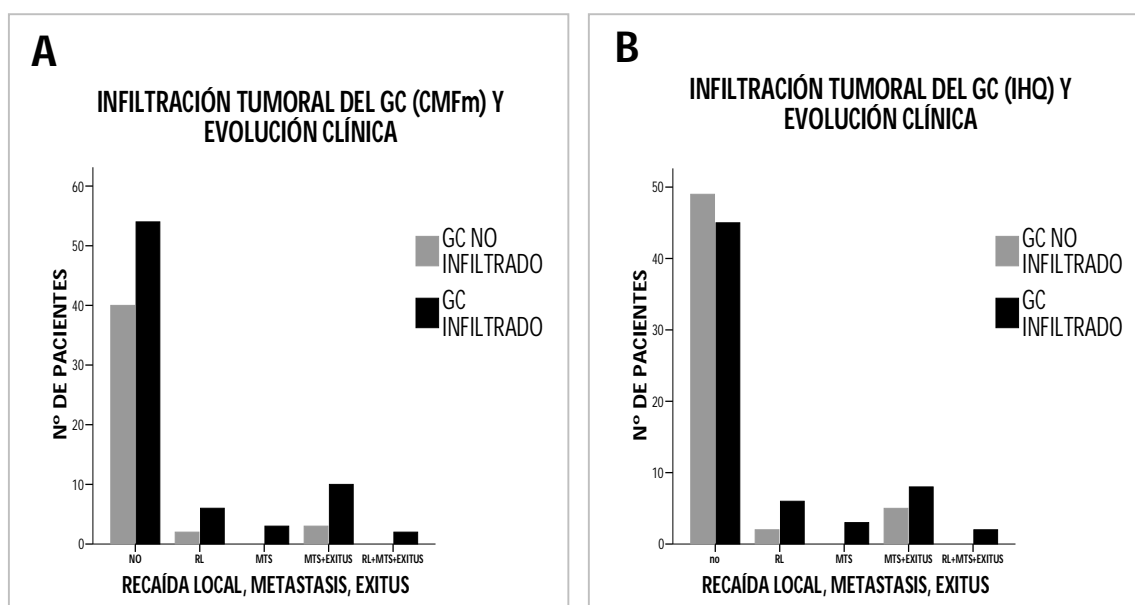 A
INFILTRACIÓN TUMORAL DEL GC (CMFm) Y
EVOLUCIÓN CLÍNICA
Nº DE PACIENTES
60
50
40
30
20
10
0
NO
RL
MTS
MTS+EXITUS
RL+MTS+EXITUS
RECAÍDA LOCAL, METASTASIS, EXITUS
GC NO
INFILTRADO
GC
INFILTRADO
B
INFILTRACIÓN TUMORAL DEL GC (IHQ) Y
EVOLUCIÓN CLÍNICA
Nº DE PACIENTES
50
40
30
20
10
0
no
RL
MTS
MTS+EXITUS
RL+MTS+EXITUS
RECAÍDA LOCAL, METASTASIS, EXITUS
GC NO
INFILTRADO
GC
INFILTRADO